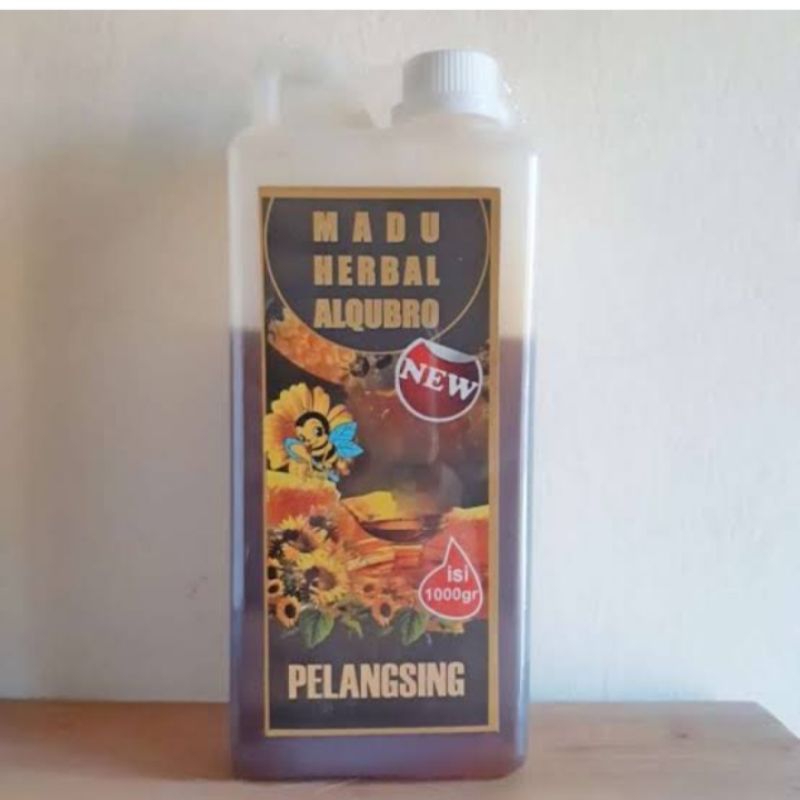 MADU
HERBAL
ALQUBRO
NEW
isi
1000gr
PELANGSING